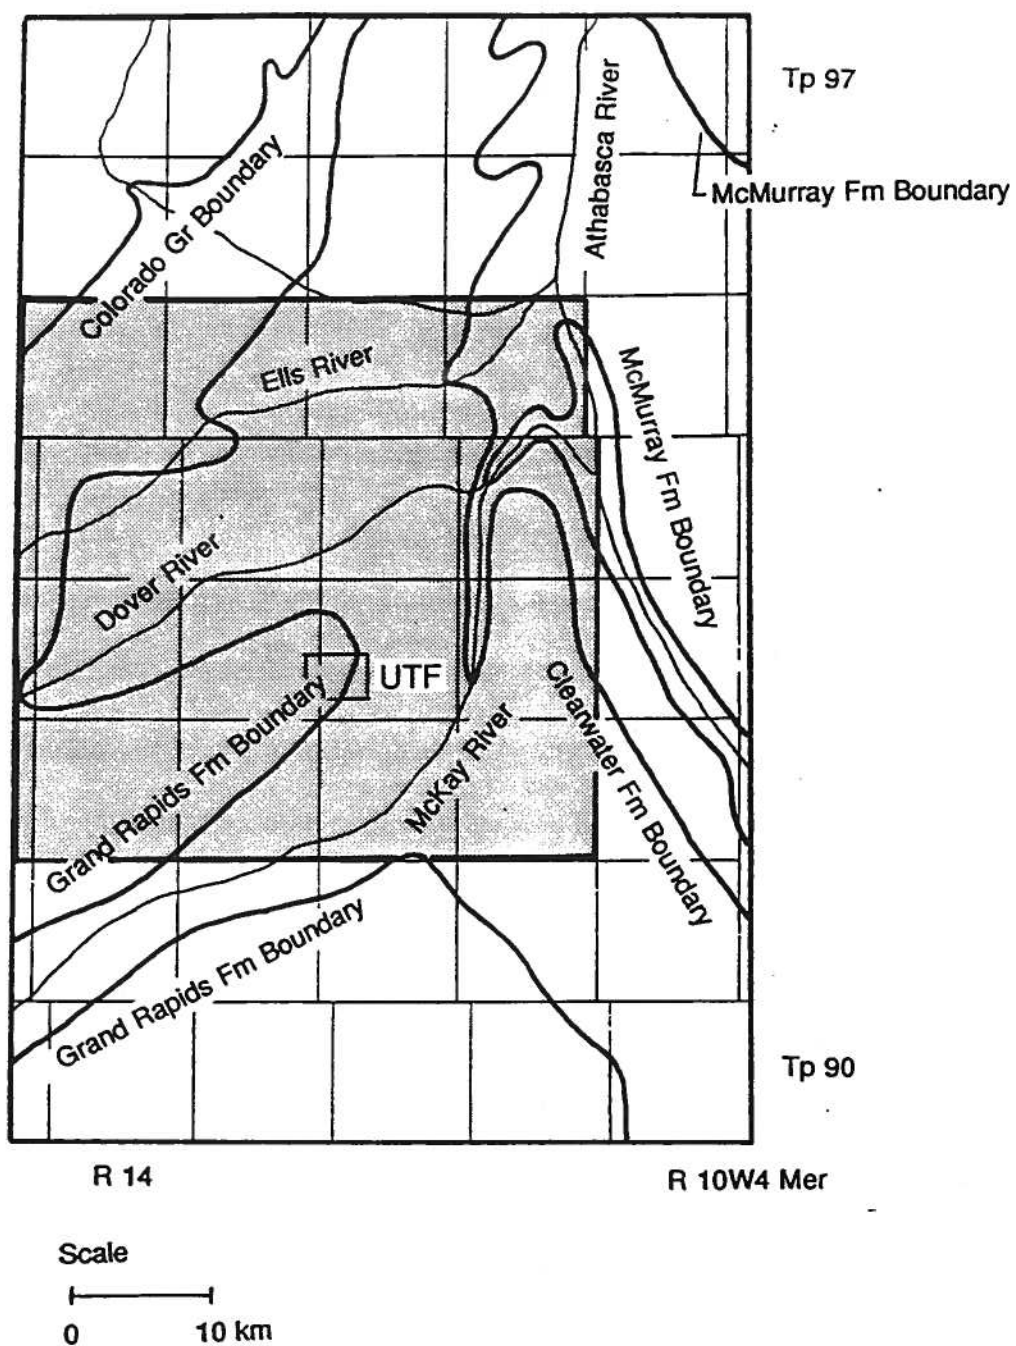 Tp 97
Athabasca River
McMurray Fm Boundary
Colorado Gr Boundary
Ells River
McMurray Fm Boundary
Dover River
UTF
Grand Rapids Fm Boundary
McKay River
Clearwater Fm Boundary
Grand Rapids Fm Boundary
Tp 90
R 14
R 10W4 Mer
Scale
0 10 km